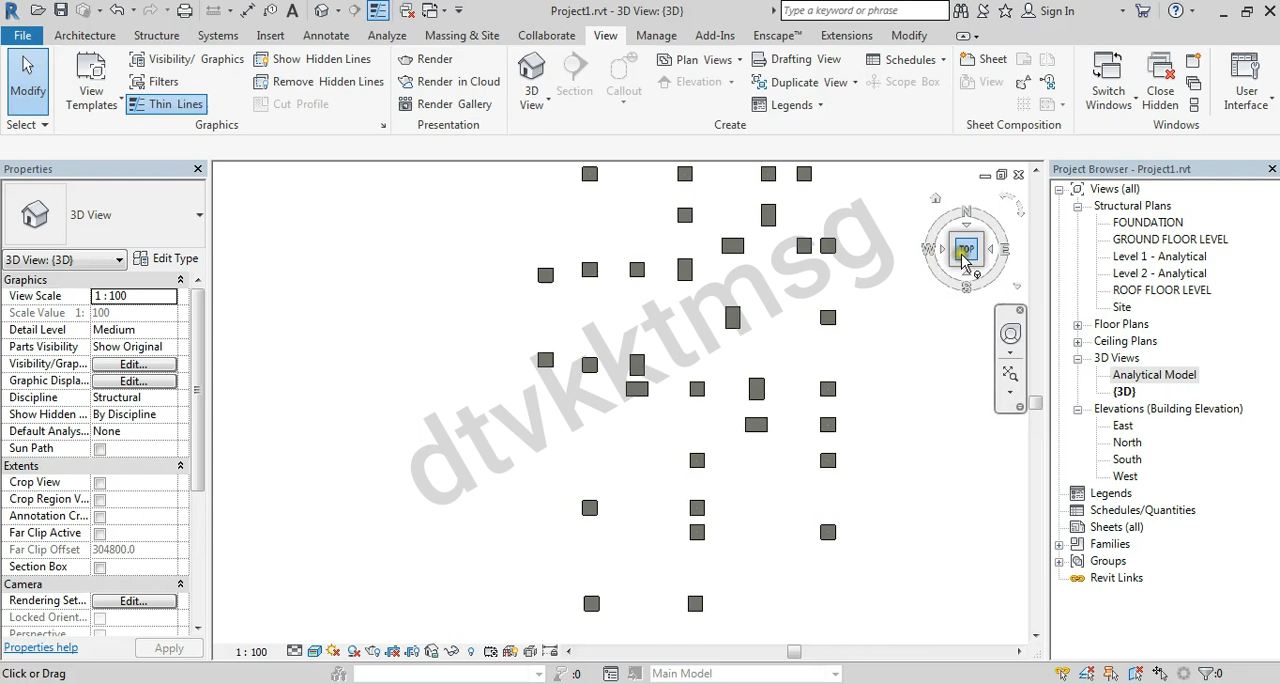 Project1.rvt - 3D View: {3D}
Type a keyword or phrase
Sign In
File Architecture Structure Systems Insert Annotate Analyze Massing & Site Collaborate View Manage Add-Ins Enscape™ Extensions Modify
Modify
Select
View Templates
Visibility/ Graphics
Filters
Thin Lines
Show Hidden Lines
Remove Hidden Lines
Cut Profile
Graphics
Render
Render in Cloud
Render Gallery
Presentation
3D View
Section
Callout
Plan Views
Elevation
Drafting View
Duplicate View
Legends
Schedules
Scope Box
Create
Sheet
View
Sheet Composition
Switch Windows
Close Hidden
Windows
User Interface
Properties
3D View
3D View: {3D}
Edit Type
Graphics
View Scale 1 : 100
Scale Value 1: 100
Detail Level Medium
Parts Visibility Show Original
Visibility/Grap... Edit...
Graphic Displa... Edit...
Discipline Structural
Show Hidden ... By Discipline
Default Analys... None
Sun Path
Extents
Crop View
Crop Region V...
Annotation Cr...
Far Clip Active
Far Clip Offset 304800.0
Section Box
Camera
Rendering Set... Edit...
Locked Orient...
Perspective
Properties help
Apply
dtvkktmsg
N
W TOP E
S
Project Browser - Project1.rvt
Views (all)
Structural Plans
FOUNDATION
GROUND FLOOR LEVEL
Level 1 - Analytical
Level 2 - Analytical
ROOF FLOOR LEVEL
Site
Floor Plans
Ceiling Plans
3D Views
Analytical Model
{3D}
Elevations (Building Elevation)
East
North
South
West
Legends
Schedules/Quantities
Sheets (all)
Families
Groups
Revit Links
1 : 100
Click or Drag
:0
Main Model
:0